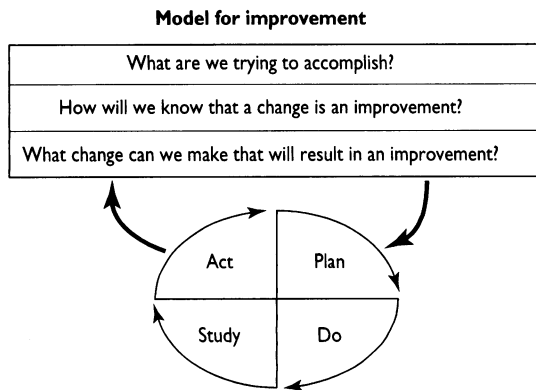 Model for improvement
What are we trying to accomplish?
How will we know that a change is an improvement?
What change can we make that will result in an improvement?
Act
Plan
Study
Do